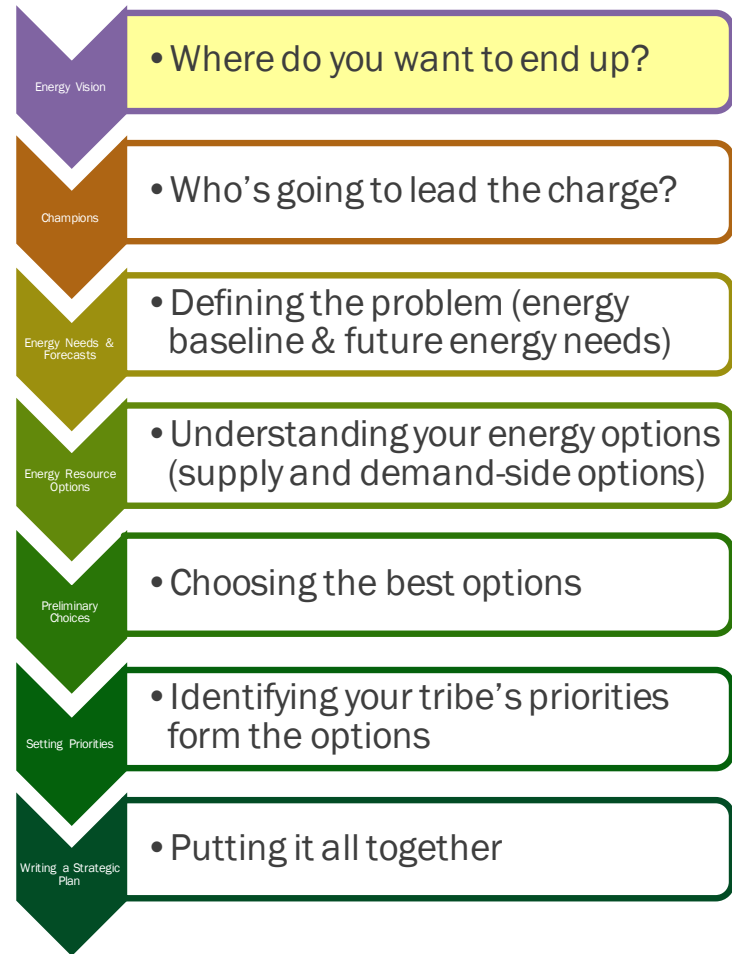 Energy Vision
• Where do you want to end up?
Champions
• Who's going to lead the charge?
Energy Needs &
Forecasts
• Defining the problem (energy
baseline & future energy needs)
Energy Resource
Options
• Understanding your energy options
(supply and demand-side options)
Preliminary
Choices
• Choosing the best options
Setting Priorities
• Identifying your tribe's priorities
form the options
Writing a Strategic
Plan
• Putting it all together